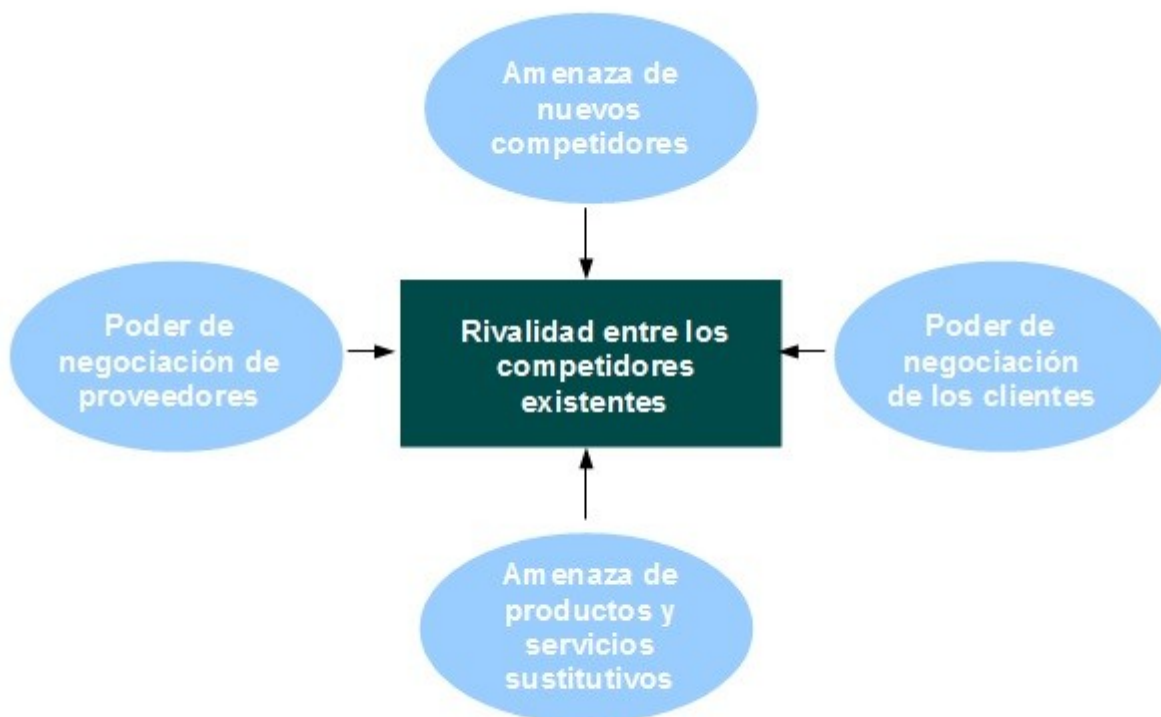 Amenaza de
nuevos
competidores
Poder de
negociación de
proveedores
Rivalidad entre los
competidores
existentes
Poder de
negociación
de los clientes
Amenaza de
productos y
servicios
sustitutivos